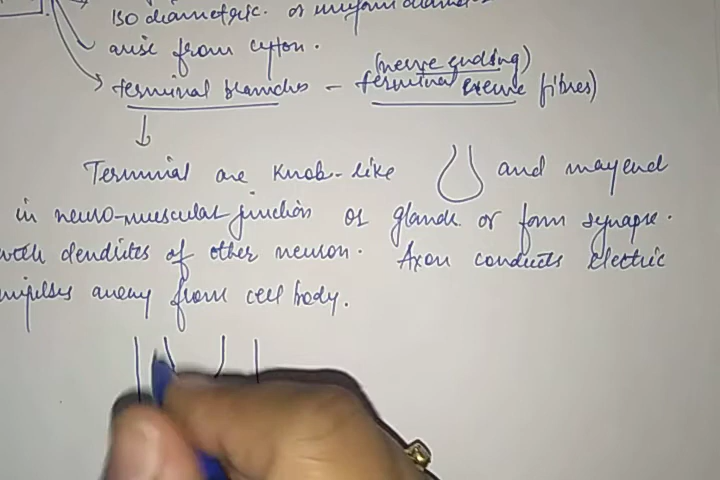 Iso diametric. or uniform diameter
arise from cyton.
(nerve ending)
terminal branches - terminal nerve fibres)
Terminal are knob-like and may end
in neuro-muscular junction or glands or form synapse.
with dendrites of other neuron. Axon conducts electric
impulses away from cell body.